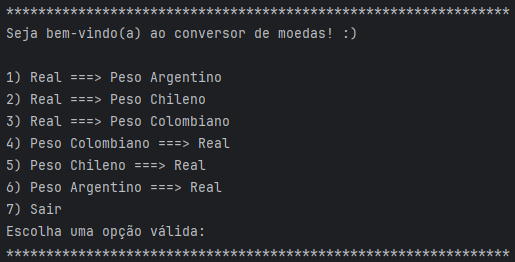 ***************************************************************
Seja bem-vindo(a) ao conversor de moedas! :)
1) Real ===> Peso Argentino
2) Real ===> Peso Chileno
3) Real ===> Peso Colombiano
4) Peso Colombiano ===> Real
5) Peso Chileno ===> Real
6) Peso Argentino ===> Real
7) Sair
Escolha uma opção válida:
***************************************************************